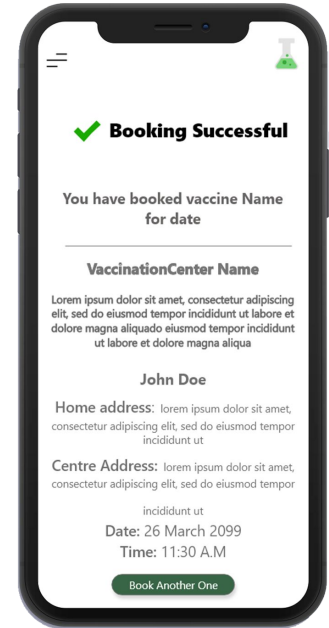 Booking Successful
You have booked vaccine Name
for date
VaccinationCenter Name
Lorem ipsum dolor sit amet, consectetur adipiscing
elit, sed do eiusmod tempor incididunt ut labore et
dolore magna aliquado eiusmod tempor incididunt
ut labore et dolore magna aliqua
John Doe
Home address: lorem ipsum dolor sit amet,
consectetur adipiscing elit, sed do eiusmod tempor
incididunt ut
Centre Address: lorem ipsum dolor sit amet,
consectetur adipiscing elit, sed do eiusmod tempor
incididunt ut
Date: 26 March 2099
Time: 11:30 A.M
Book Another One